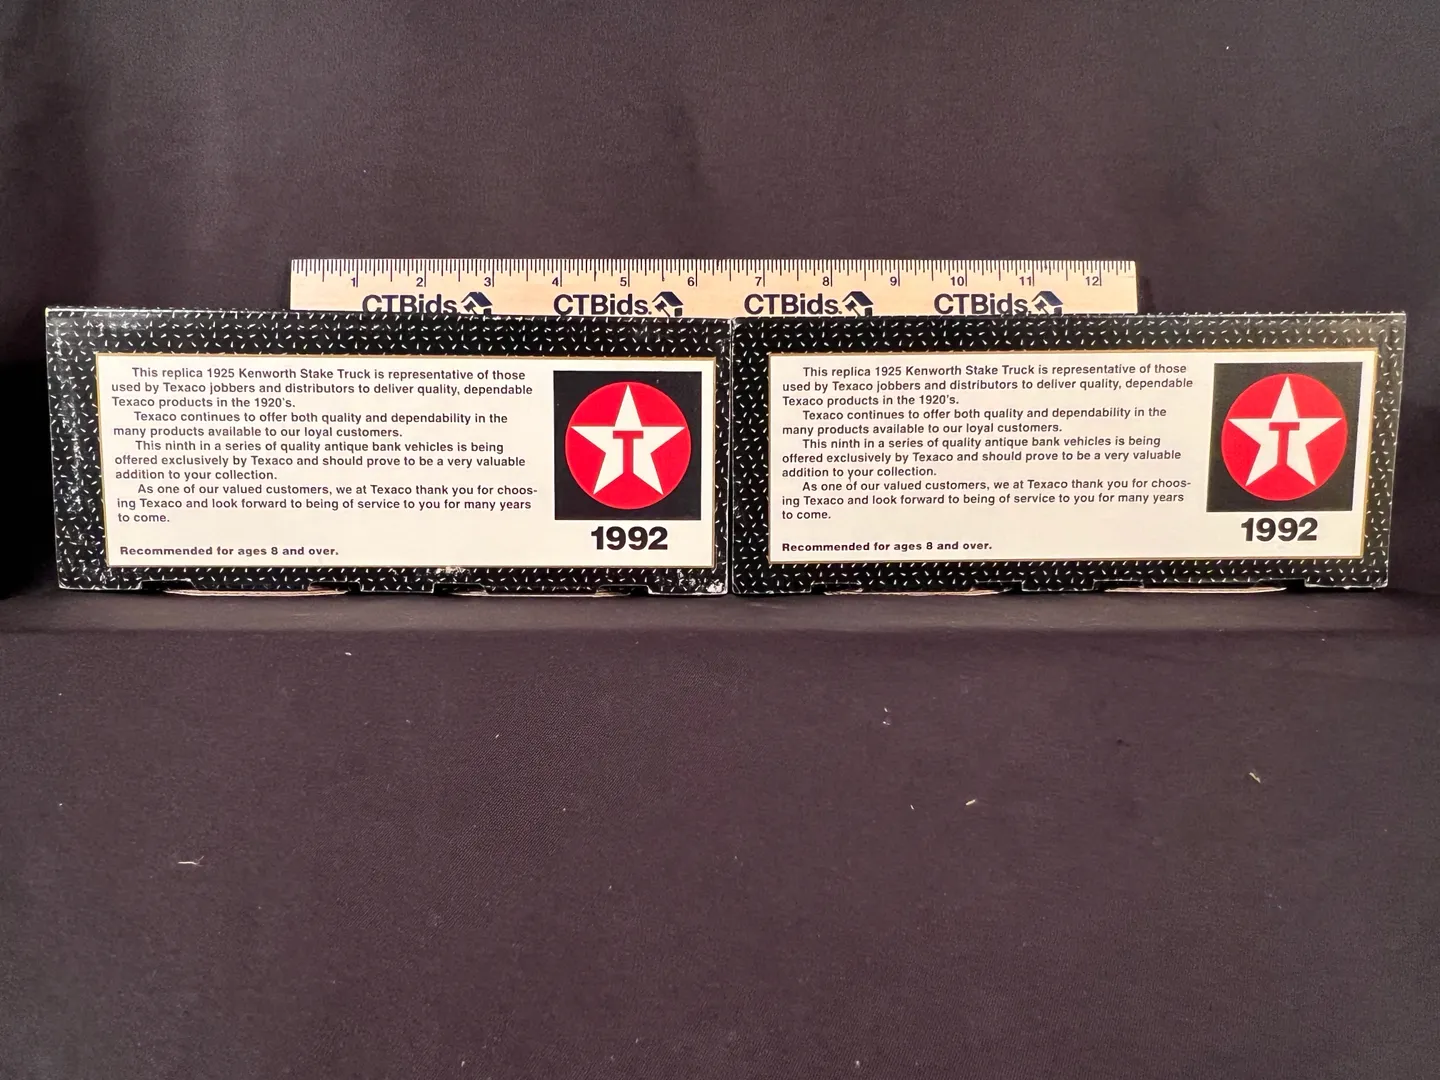 1 2 3 4 5 6 7 8 9 10 11 12
CTBids. CTBids. CTBids. CTBids.
This replica 1925 Kenworth Stake Truck is representative of those
used by Texaco jobbers and distributors to deliver quality, dependable
Texaco products in the 1920's.
Texaco continues to offer both quality and dependability in the
many products available to our loyal customers.
This ninth in a series of quality antique bank vehicles is being
offered exclusively by Texaco and should prove to be a very valuable
addition to your collection.
As one of our valued customers, we at Texaco thank you for choos-
ing Texaco and look forward to being of service to you for many years
to come.
Recommended for ages 8 and over.
T
1992
This replica 1925 Kenworth Stake Truck is representative of those
used by Texaco jobbers and distributors to deliver quality, dependable
Texaco products in the 1920's.
Texaco continues to offer both quality and dependability in the
many products available to our loyal customers.
This ninth in a series of quality antique bank vehicles is being
offered exclusively by Texaco and should prove to be a very valuable
addition to your collection.
As one of our valued customers, we at Texaco thank you for choos-
ing Texaco and look forward to being of service to you for many years
to come.
Recommended for ages 8 and over.
T
1992